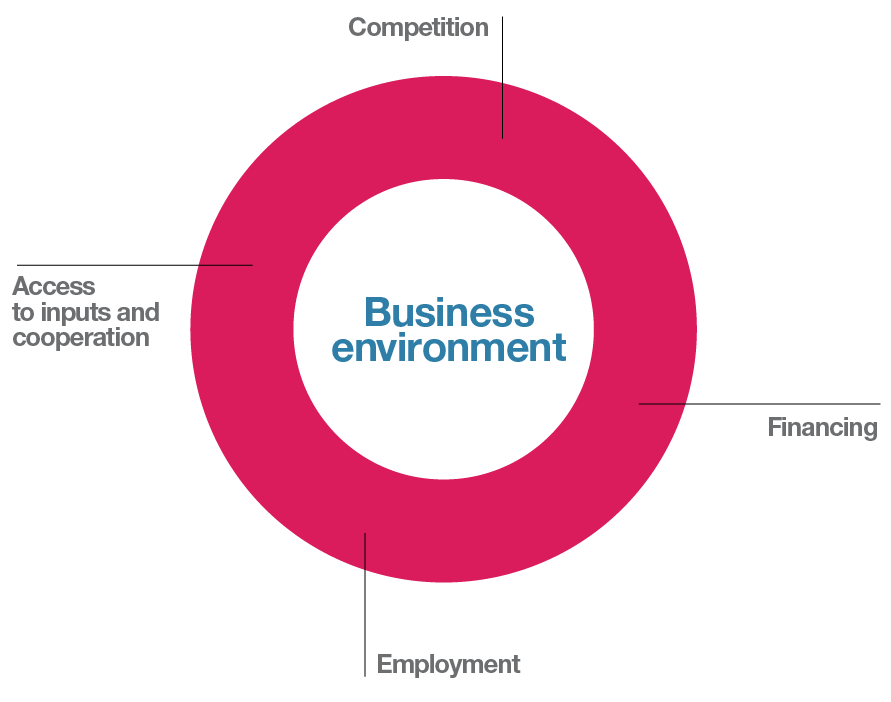 Competition
Access
to inputs and
cooperation
Business
environment
Financing
Employment